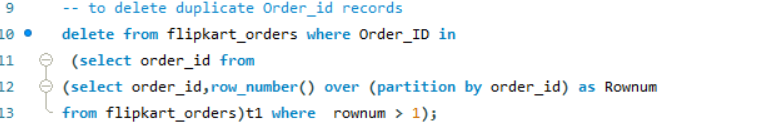 9 -- to delete duplicate Order_id records
10 delete from flipkart_orders where Order_ID in
11 (select order_id from
12 (select order_id,row_number() over (partition by order_id) as Rownum
13 from flipkart_orders)t1 where rownum > 1);